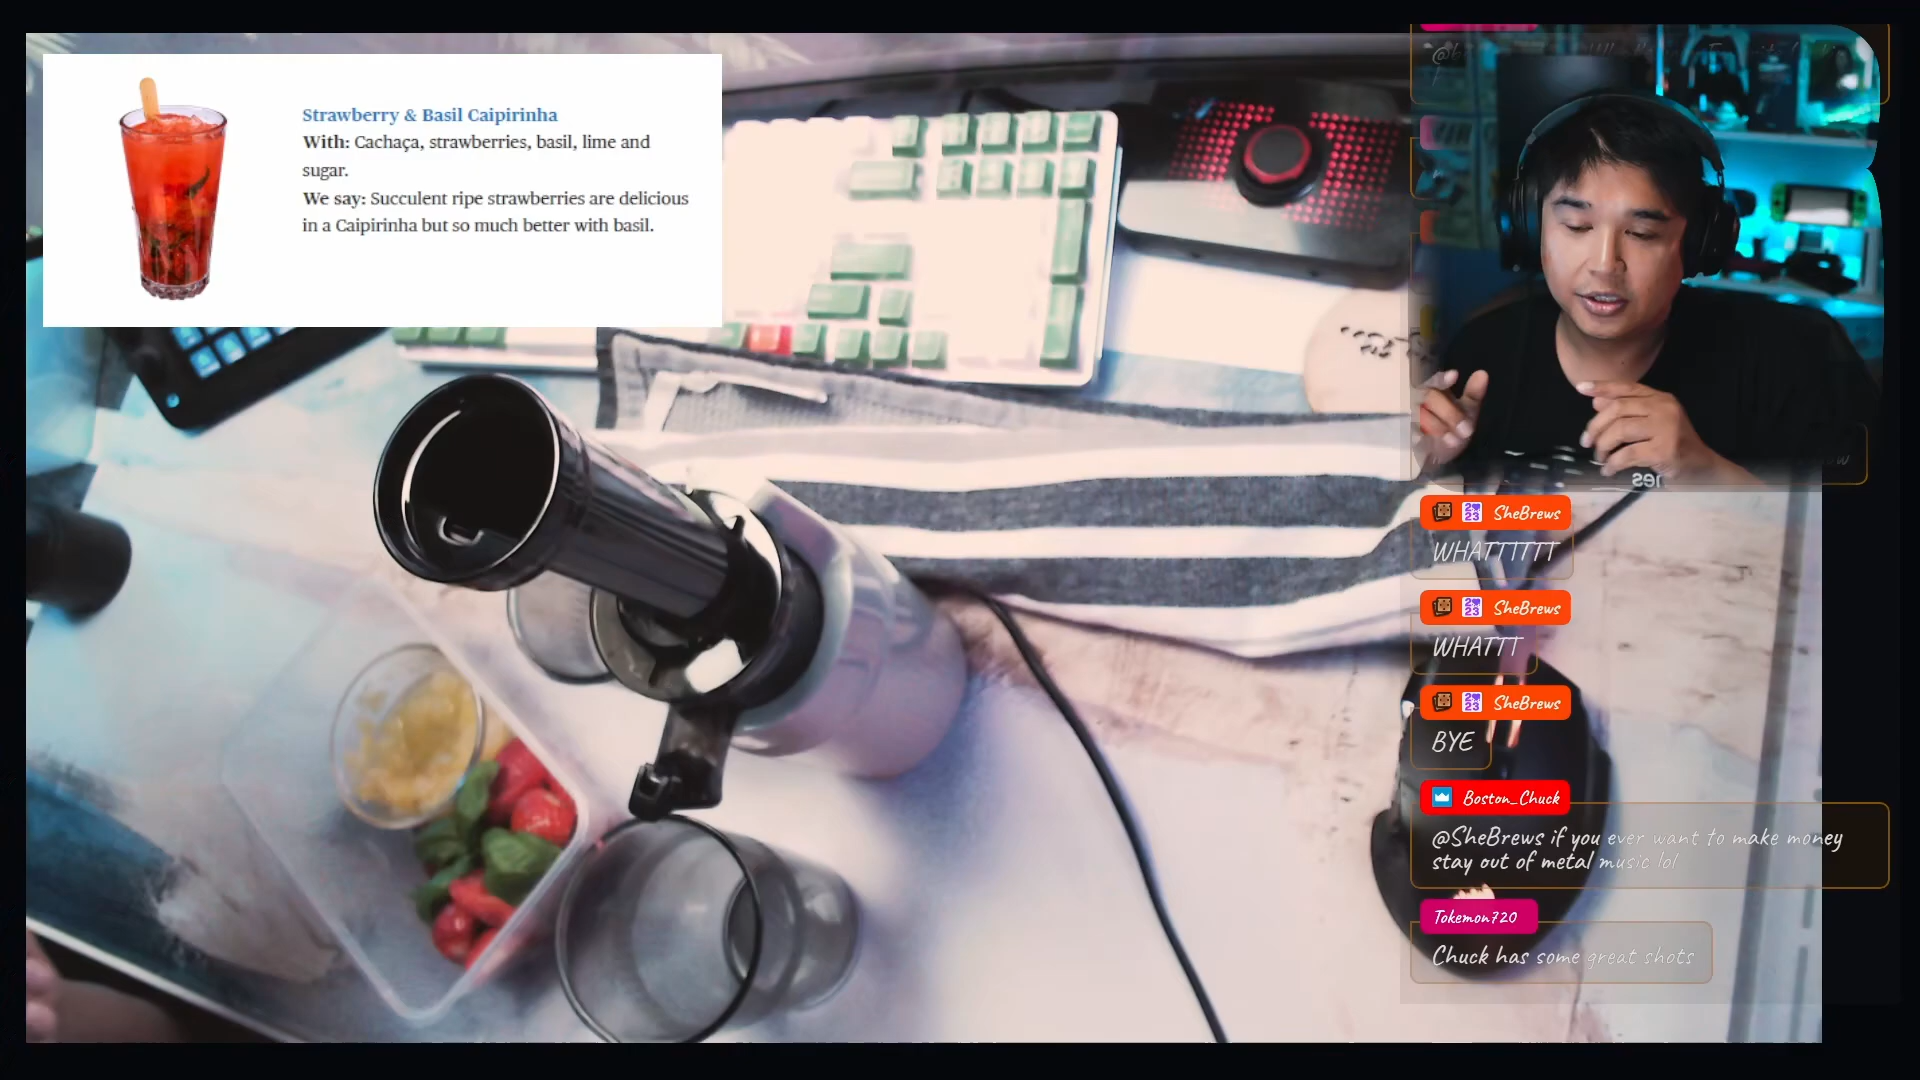 Strawberry & Basil Caipirinha
With: Cachaça, strawberries, basil, lime and
sugar.
We say: Succulent ripe strawberries are delicious
in a Caipirinha but so much better with basil.
SheBrews
WHATTTTTT
SheBrews
WHATTT
SheBrews
BYE
Boston_Chuck
@SheBrews if you ever want to make money
stay out of metal music lol
Tokemon720
Chuck has some great shots